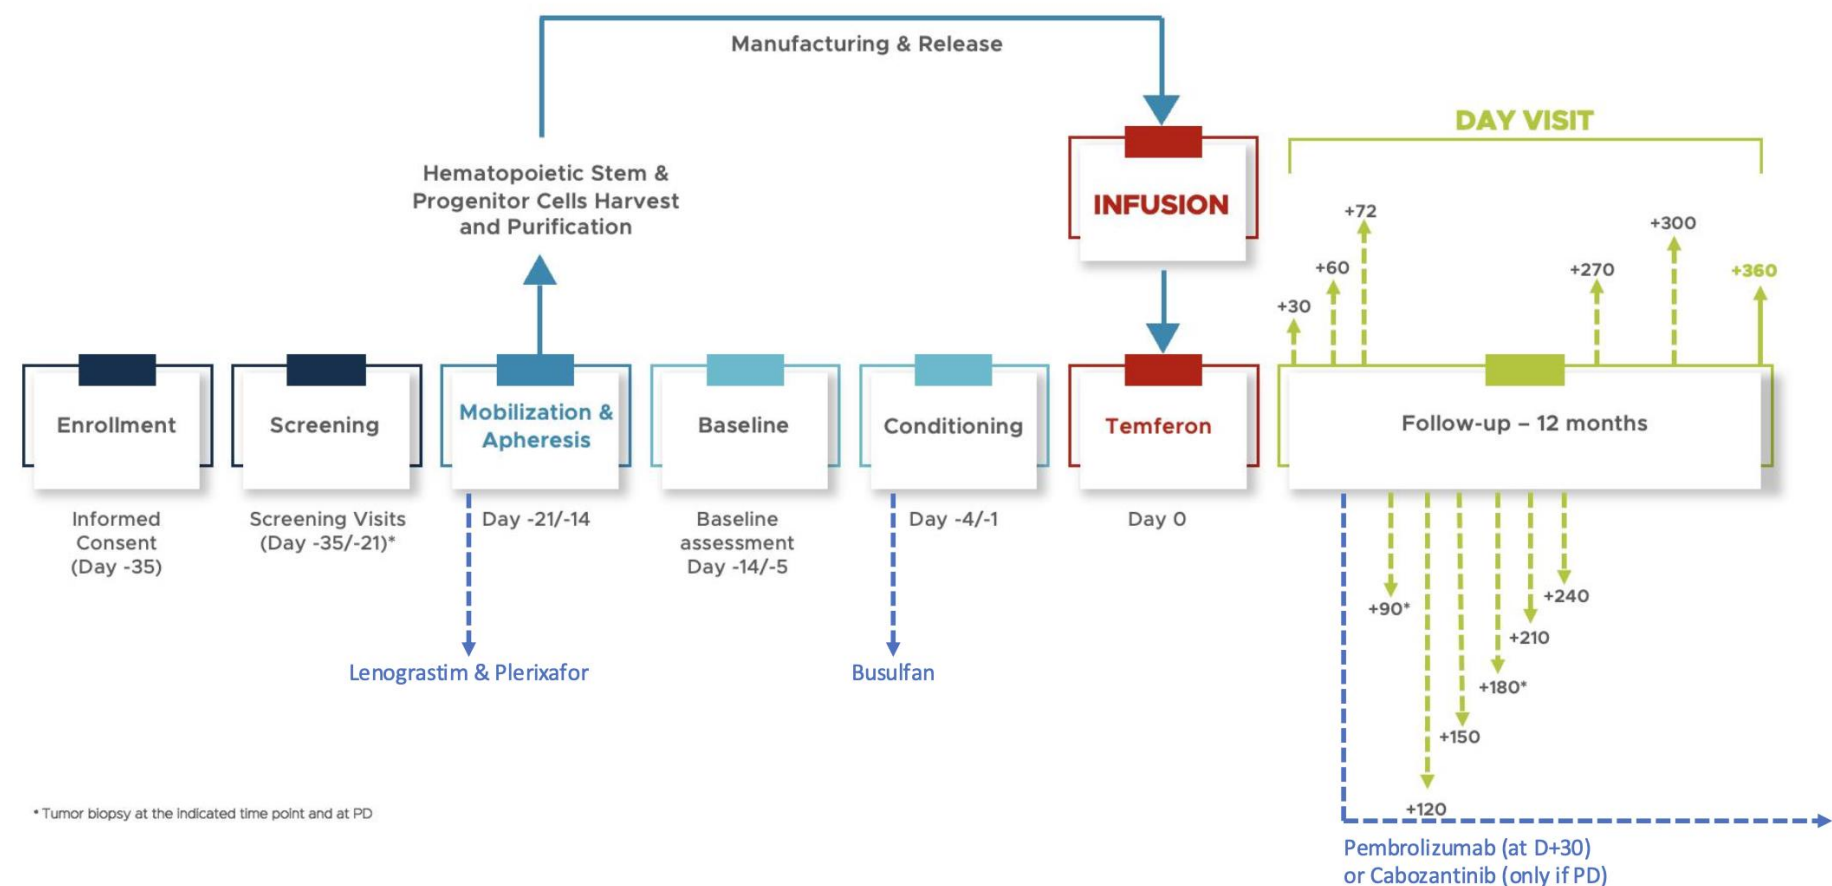 Manufacturing & Release
Hematopoietic Stem &
Progenitor Cells Harvest
and Purification
INFUSION
DAY VISIT
+30
+60
+72
+270
+300
+360
Enrollment
Screening
Mobilization &
Apheresis
Baseline
Conditioning
Temferon
Follow-up – 12 months
Informed
Consent
(Day -35)
Screening Visits
(Day -35/-21)*
Day -21/-14
Baseline
assessment
Day -14/-5
Day -4/-1
Day 0
Lenograstim & Plerixafor
Busulfan
+90*
+120
+150
+180*
+210
+240
* Tumor biopsy at the indicated time point and at PD
Pembrolizumab (at D+30)
or Cabozantinib (only if PD)